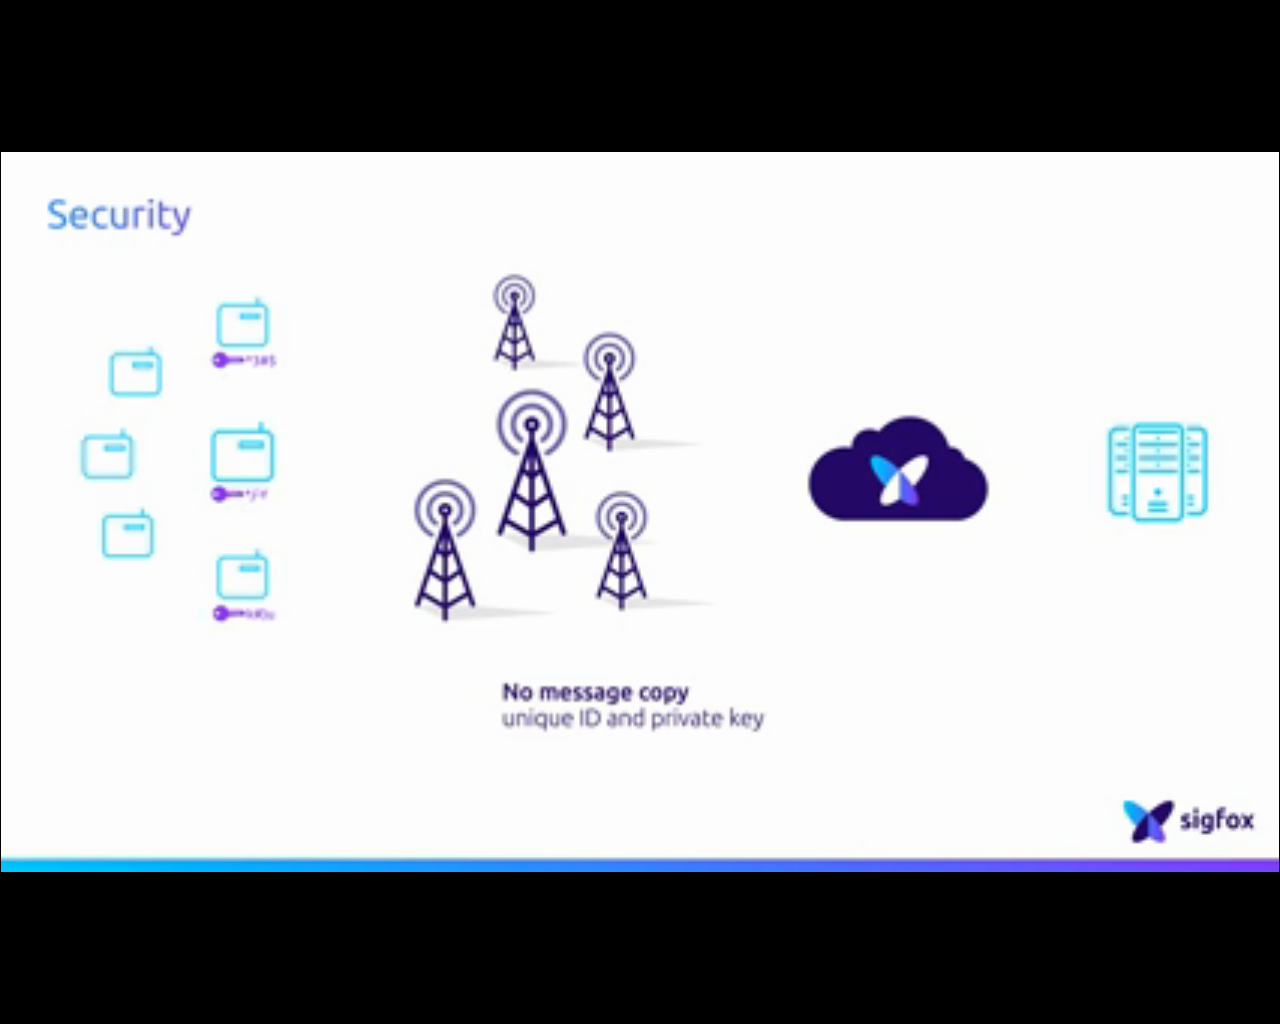 Security
No message copy
unique ID and private key
sigfox